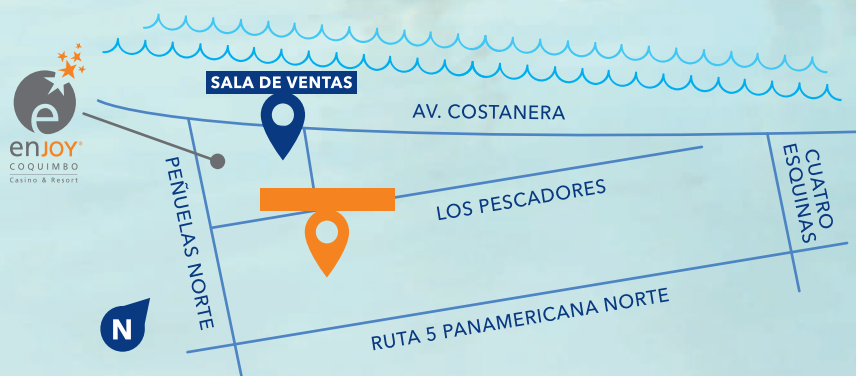 SALA DE VENTAS
AV. COSTANERA
e
enJOY®
COQUIMBO
Casino & Resort
PEÑUELAS NORTE
LOS PESCADORES
CUATRO
ESQUINAS
N
RUTA 5 PANAMERICANA NORTE